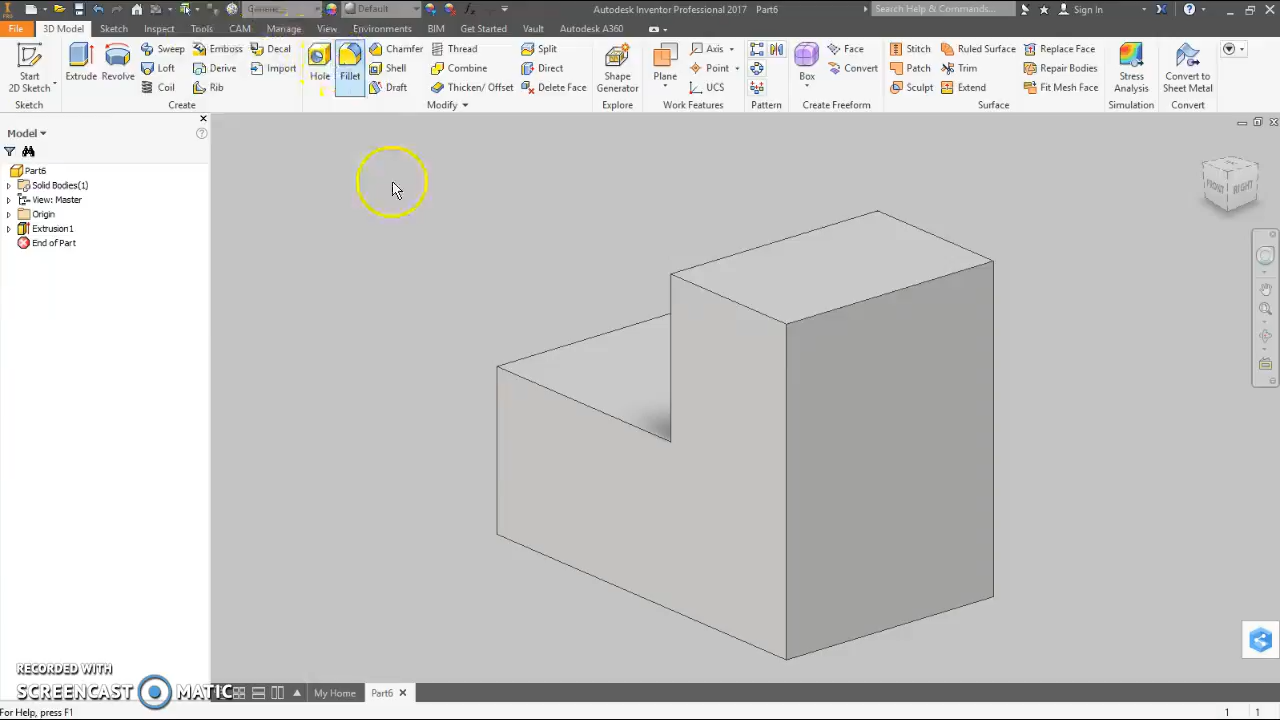 PRO
Generic
Default
fx
Autodesk Inventor Professional 2017 Part6
Search Help & Commands...
Sign In
File 3D Model Sketch Inspect Tools CAM Manage View Environments BIM Get Started Vault Autodesk A360
Start
2D Sketch
Sketch
Extrude
Revolve
Sweep
Loft
Coil
Emboss
Derive
Rib
Decal
Import
Create
Hole
Fillet
Chamfer
Shell
Draft
Thread
Combine
Thicken/ Offset
Split
Direct
Delete Face
Modify
Shape
Generator
Explore
Plane
Axis
Point
UCS
Work Features
Pattern
Box
Face
Convert
Create Freeform
Stitch
Patch
Sculpt
Ruled Surface
Trim
Extend
Replace Face
Repair Bodies
Fit Mesh Face
Surface
Stress
Analysis
Simulation
Convert to
Sheet Metal
Convert
Model
Part6
Solid Bodies(1)
View: Master
Origin
Extrusion1
End of Part
FRONT RIGHT
RECORDED WITH
SCREENCAST MATIC
My Home
Part6
For Help, press F1
1 1